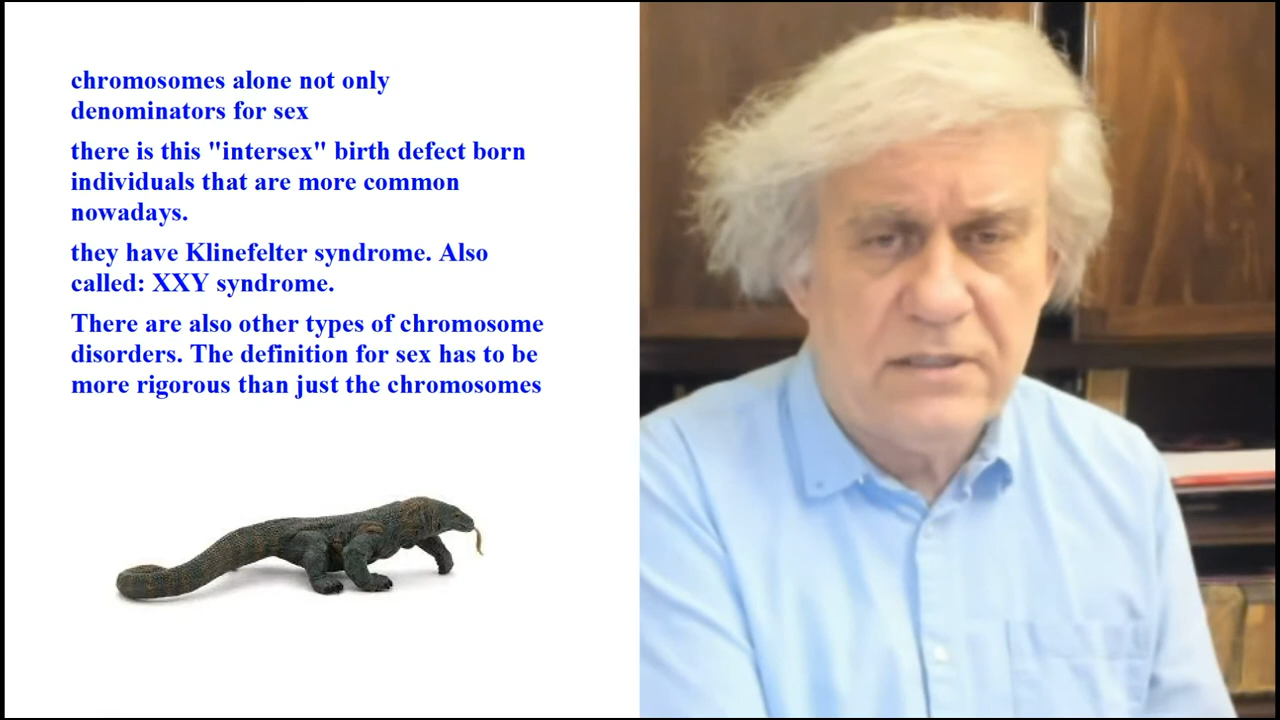 chromosomes alone not only
denominators for sex
there is this "intersex" birth defect born
individuals that are more common
nowadays.
they have Klinefelter syndrome. Also
called: XXY syndrome.
There are also other types of chromosome
disorders. The definition for sex has to be
more rigorous than just the chromosomes